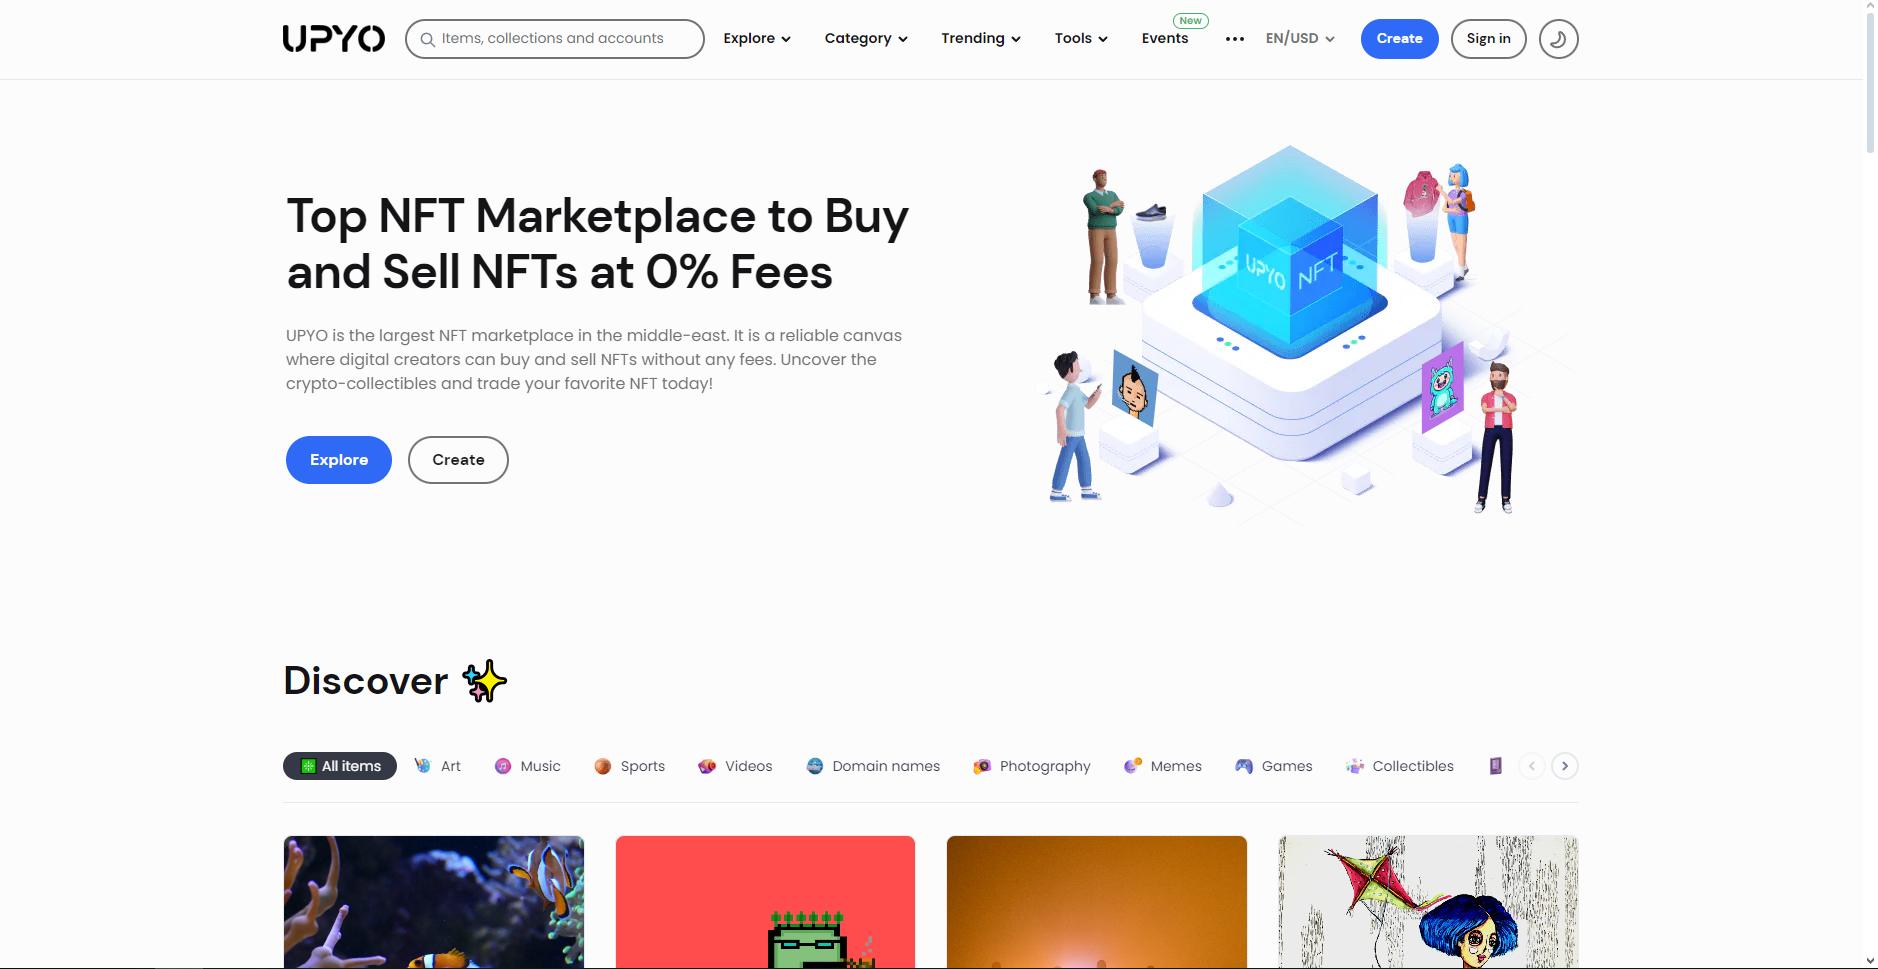 UPYO
Items, collections and accounts
Explore
Category
Trending
Tools
Events
New
EN/USD
Create
Sign in
Top NFT Marketplace to Buy
and Sell NFTs at 0% Fees
UPYO is the largest NFT marketplace in the middle-east. It is a reliable canvas
where digital creators can buy and sell NFTs without any fees. Uncover the
crypto-collectibles and trade your favorite NFT today!
Explore
Create
UPYO NFT
Discover
All items
Art
Music
Sports
Videos
Domain names
Photography
Memes
Games
Collectibles